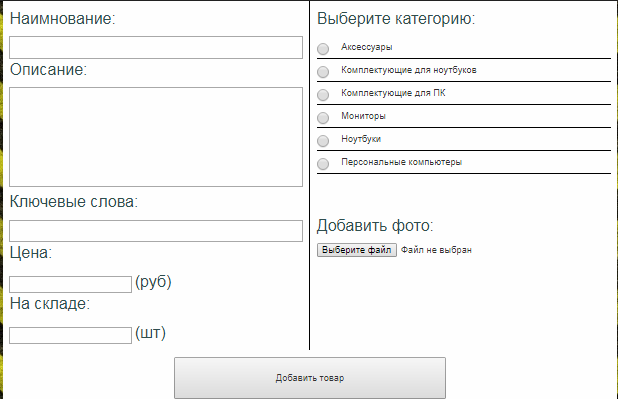 Наимнование:
Описание:
Ключевые слова:
Цена:
(руб)
На складе:
(шт)
Выберите категорию:
Аксессуары
Комплектующие для ноутбуков
Комплектующие для ПК
Мониторы
Ноутбуки
Персональные компьютеры
Добавить фото:
Выберите файл Файл не выбран
Добавить товар